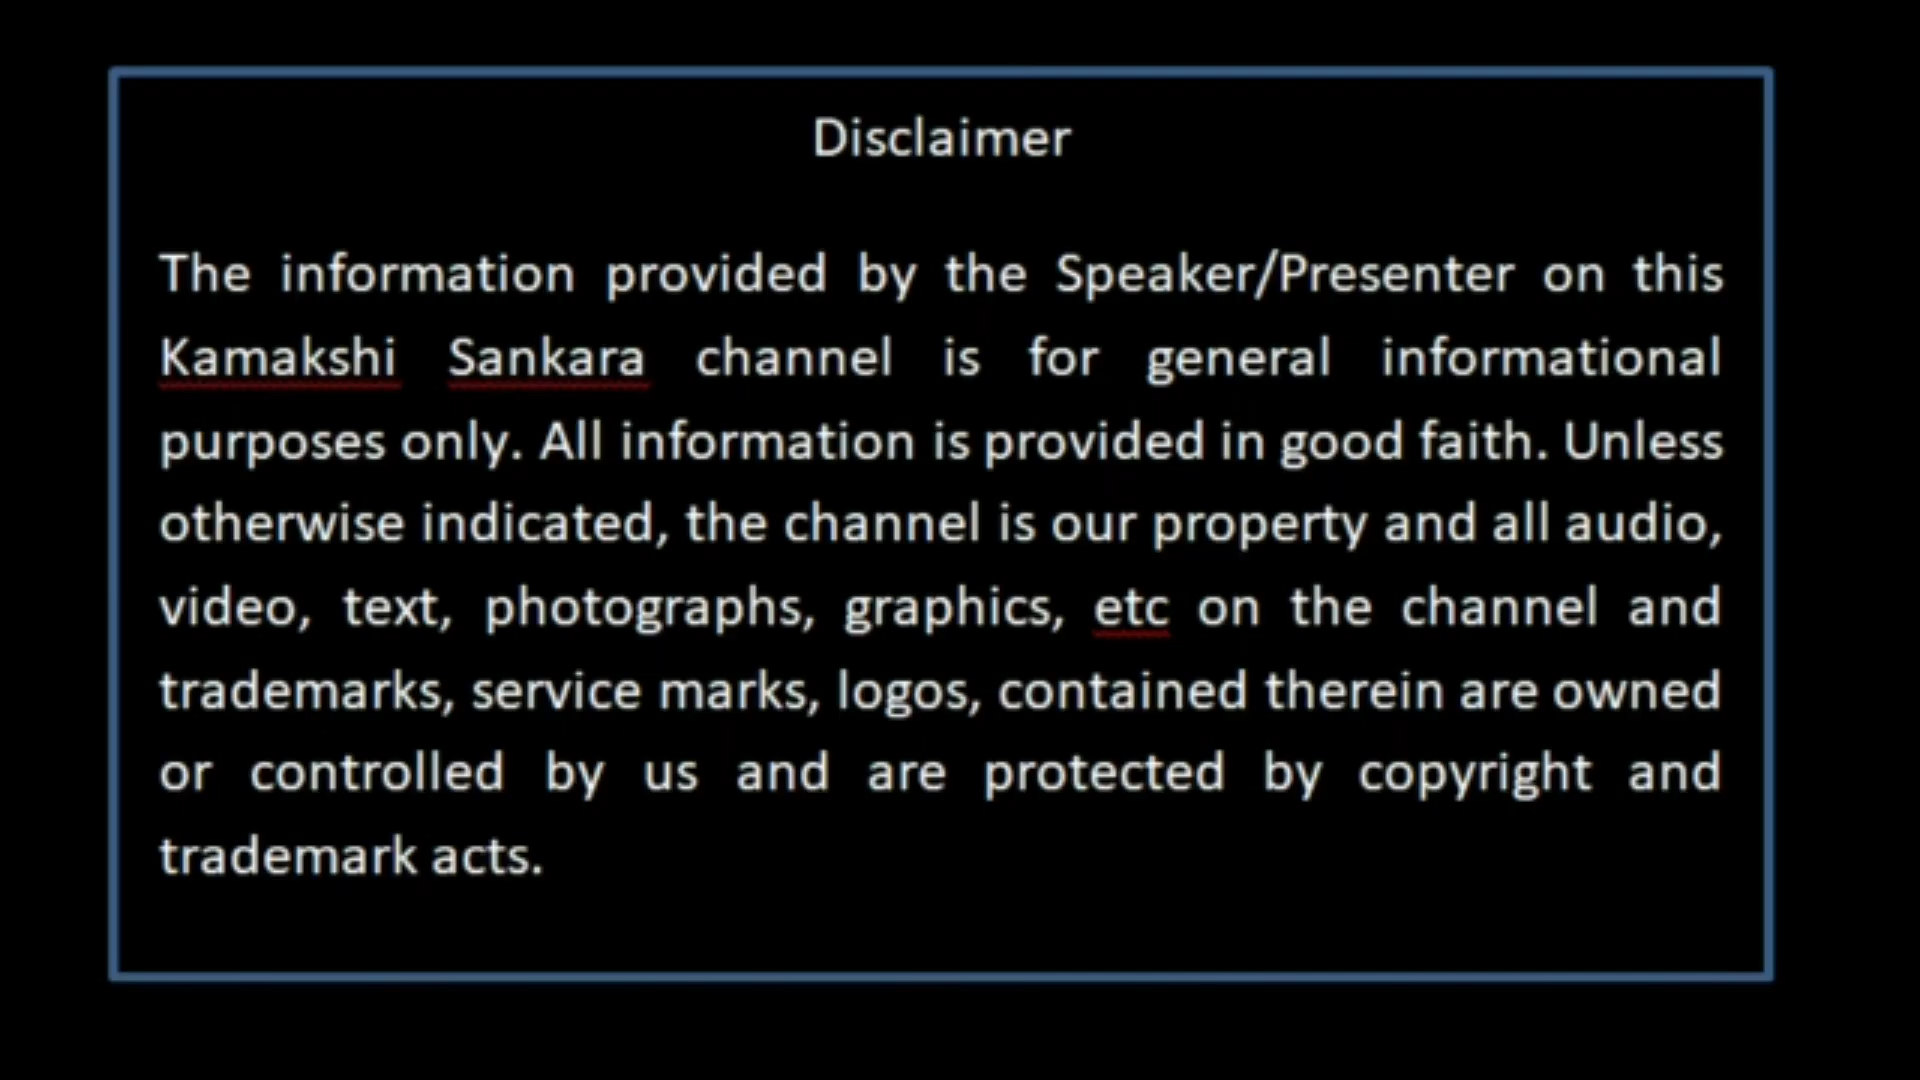 Disclaimer
The information provided by the Speaker/Presenter on this
Kamakshi Sankara channel is for general informational
purposes only. All information is provided in good faith. Unless
otherwise indicated, the channel is our property and all audio,
video, text, photographs, graphics, etc on the channel and
trademarks, service marks, logos, contained therein are owned
or controlled by us and are protected by copyright and
trademark acts.